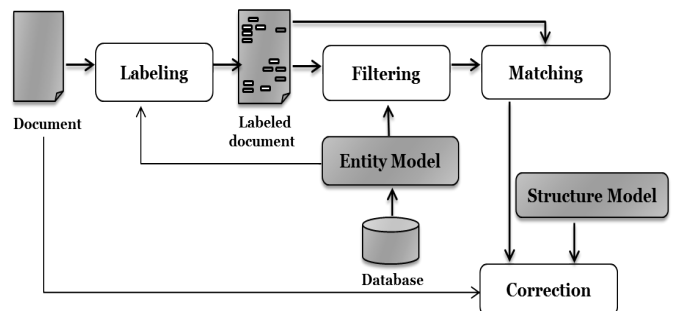 Labeling
Filtering
Matching
Document
Labeled
document
Entity Model
Structure Model
Database
Correction